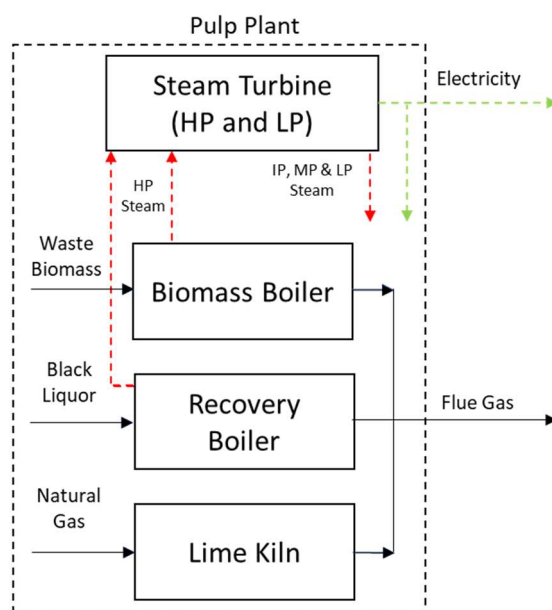 Pulp Plant
Steam Turbine
(HP and LP)
Electricity
HP
Steam
IP, MP & LP
Steam
Waste
Biomass
Biomass Boiler
Black
Liquor
Recovery
Boiler
Flue Gas
Natural
Gas
Lime Kiln